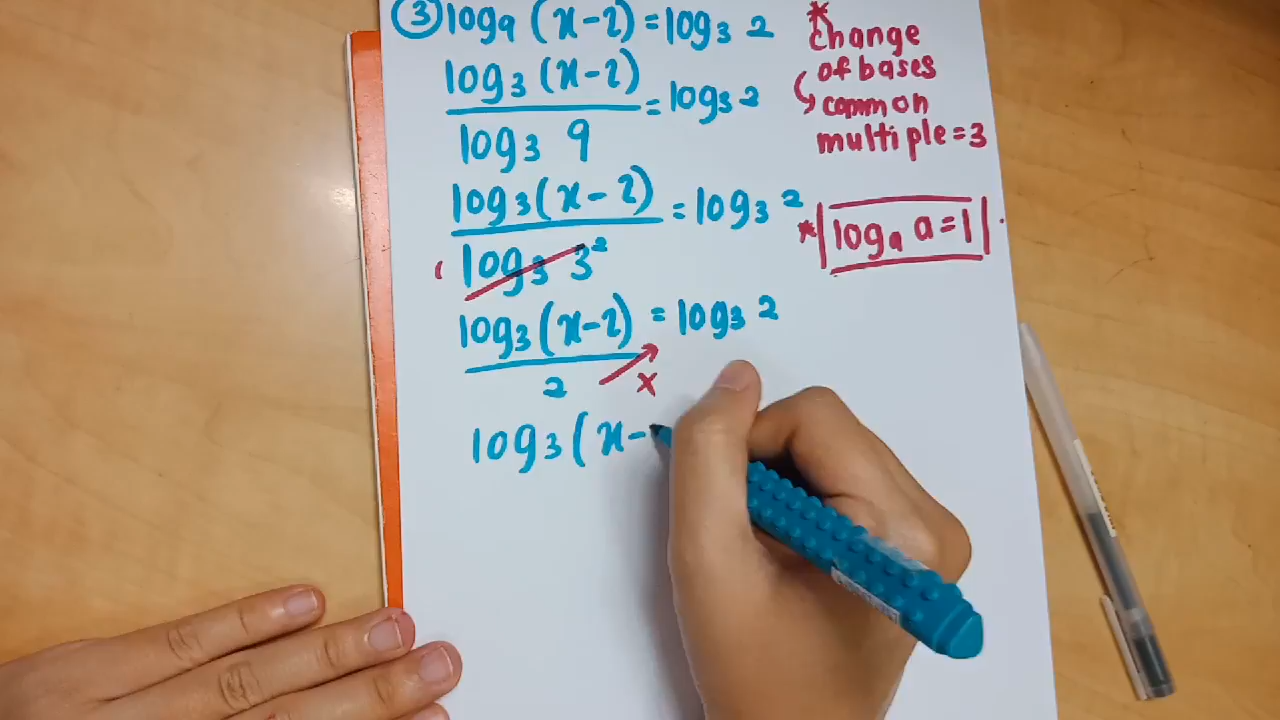 ③ log₉ (x-2) = log₃ 2
log₃ (x-2) / log₃ 9 = log₃ 2
log₃ (x-2) / log₃ 3² = log₃ 2
log₃ (x-2) / 2 = log₃ 2
x
log₃ (x-
* change
of bases
common
multiple = 3
* logₐ a = 1